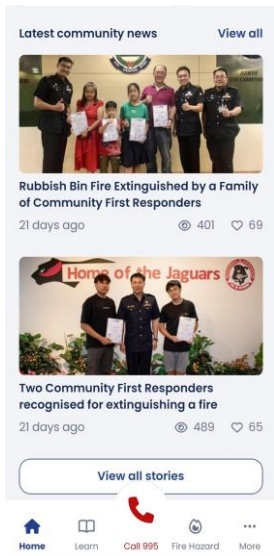 Latest community news
View all
Rubbish Bin Fire Extinguished by a Family
of Community First Responders
21 days ago
401
69
Home of the Jaguars
Two Community First Responders
recognised for extinguishing a fire
21 days ago
489
65
View all stories
Home
Learn
Call 995
Fire Hazard
More